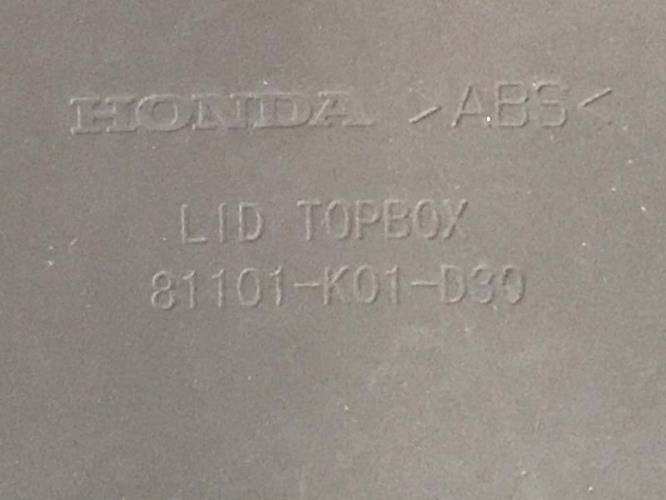 HONDA >ABS<
LID TOPBOX
81101-K01-D30